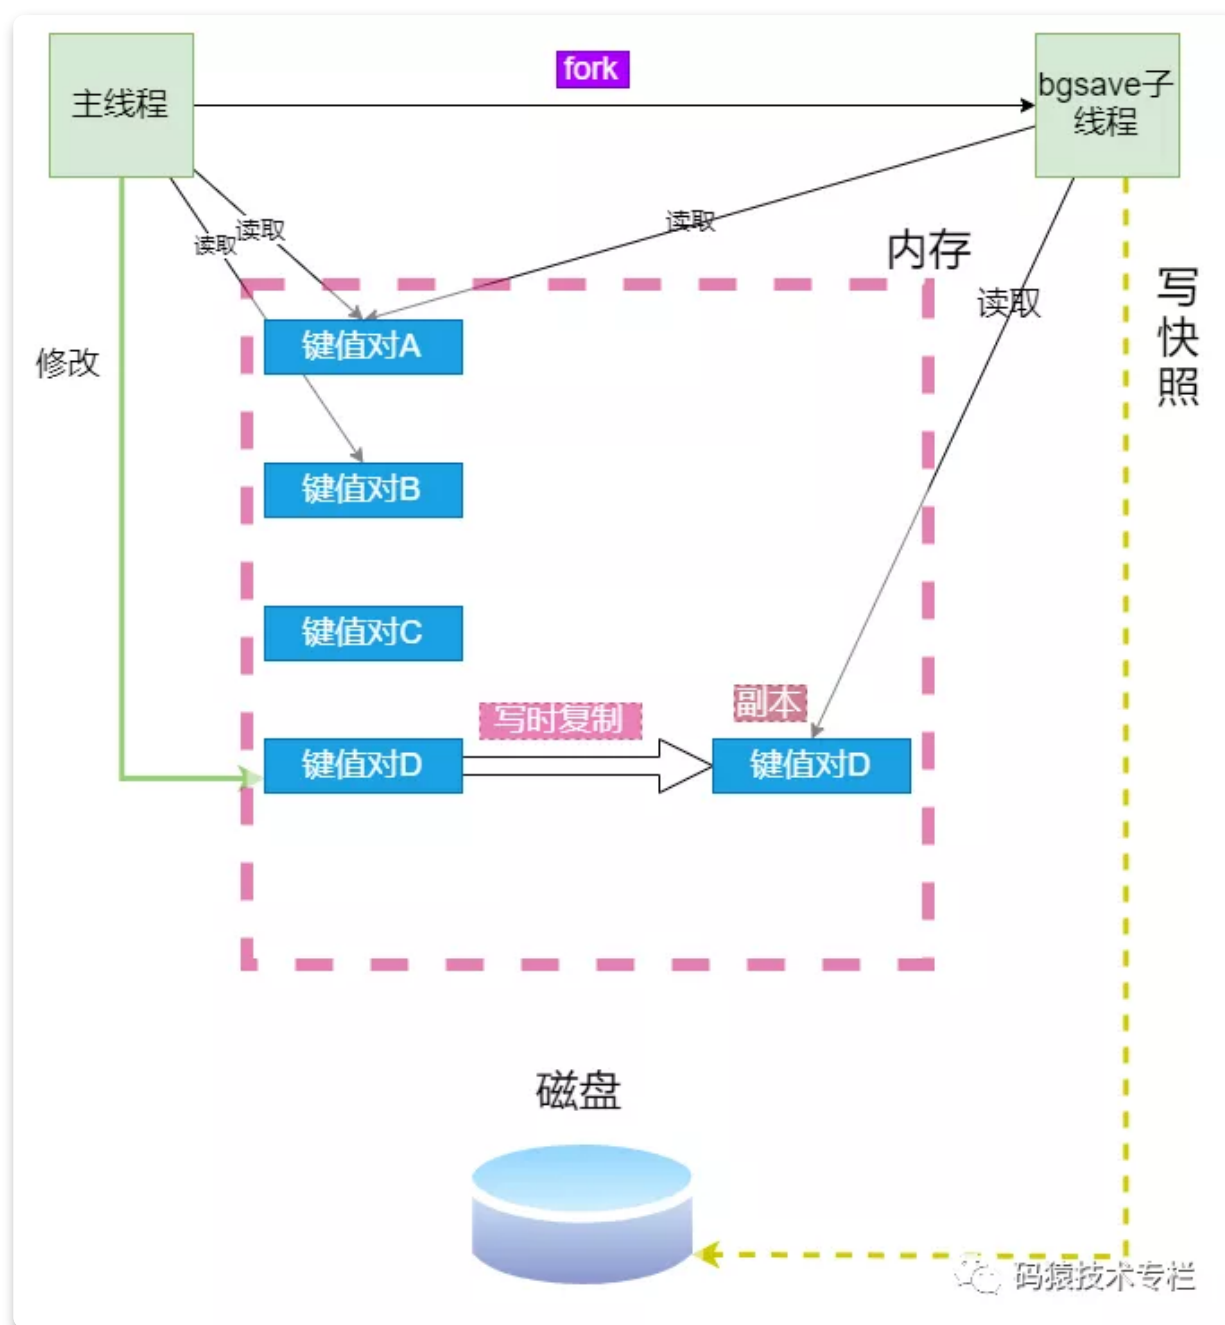 fork
主线程
bgsave子
线程
读取
读取
读取
内存
读取
写
快
照
修改
键值对A
键值对B
键值对C
写时复制
副本
键值对D
键值对D
磁盘
码猿技术专栏